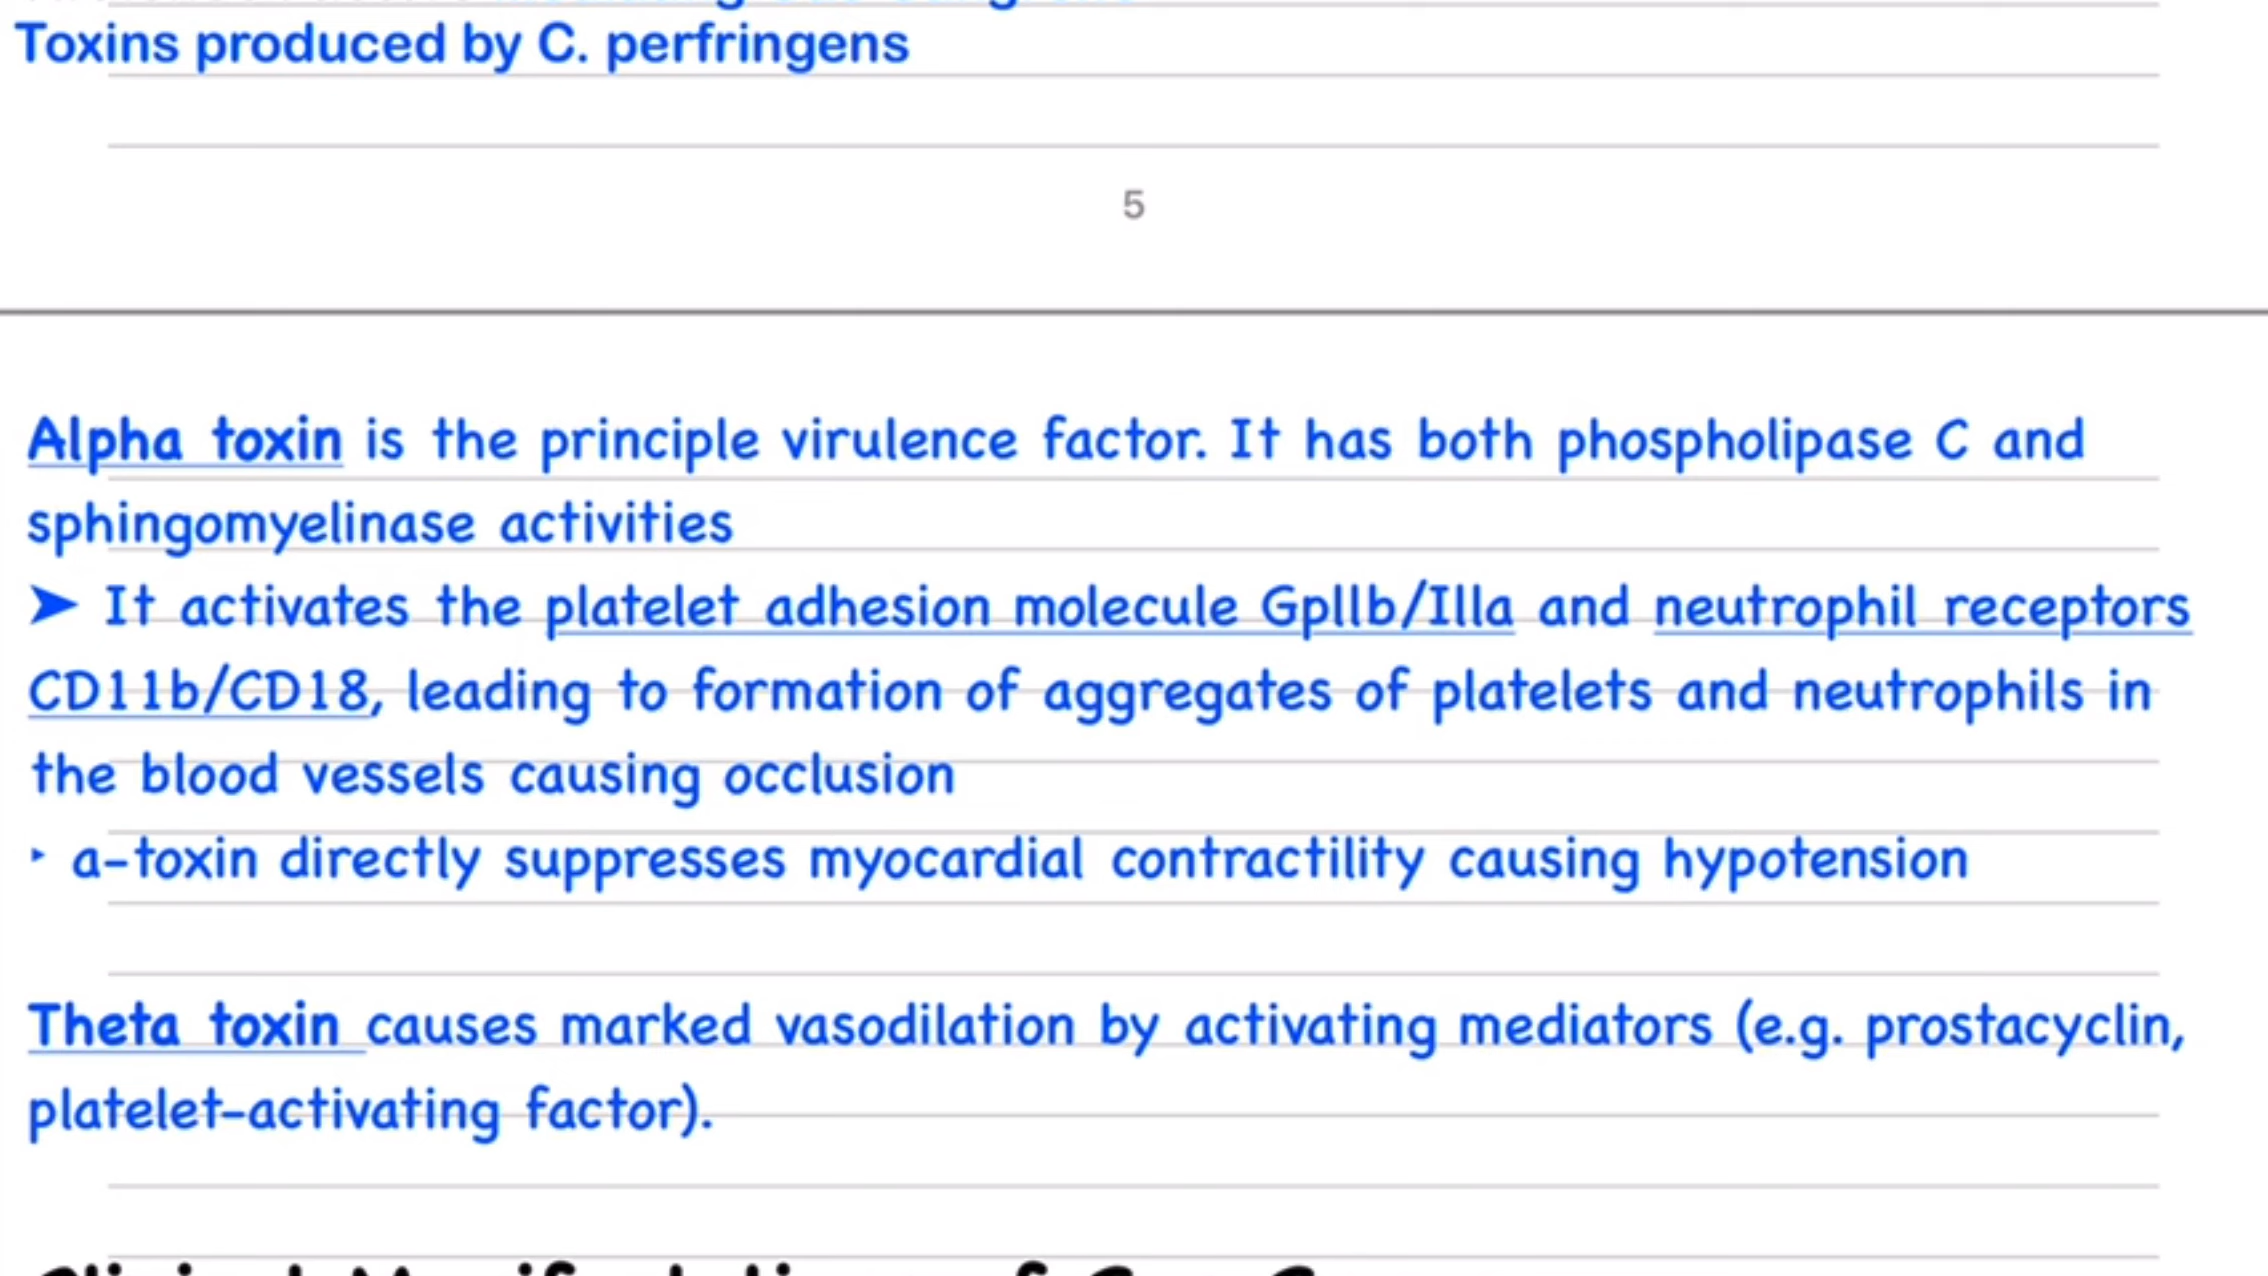 Toxins produced by C. perfringens
5
Alpha toxin is the principle virulence factor. It has both phospholipase C and
sphingomyelinase activities
➤ It activates the platelet adhesion molecule Gpllb/Illa and neutrophil receptors
CD11b/CD18, leading to formation of aggregates of platelets and neutrophils in
the blood vessels causing occlusion
‣ a-toxin directly suppresses myocardial contractility causing hypotension
Theta toxin causes marked vasodilation by activating mediators (e.g. prostacyclin,
platelet-activating factor).